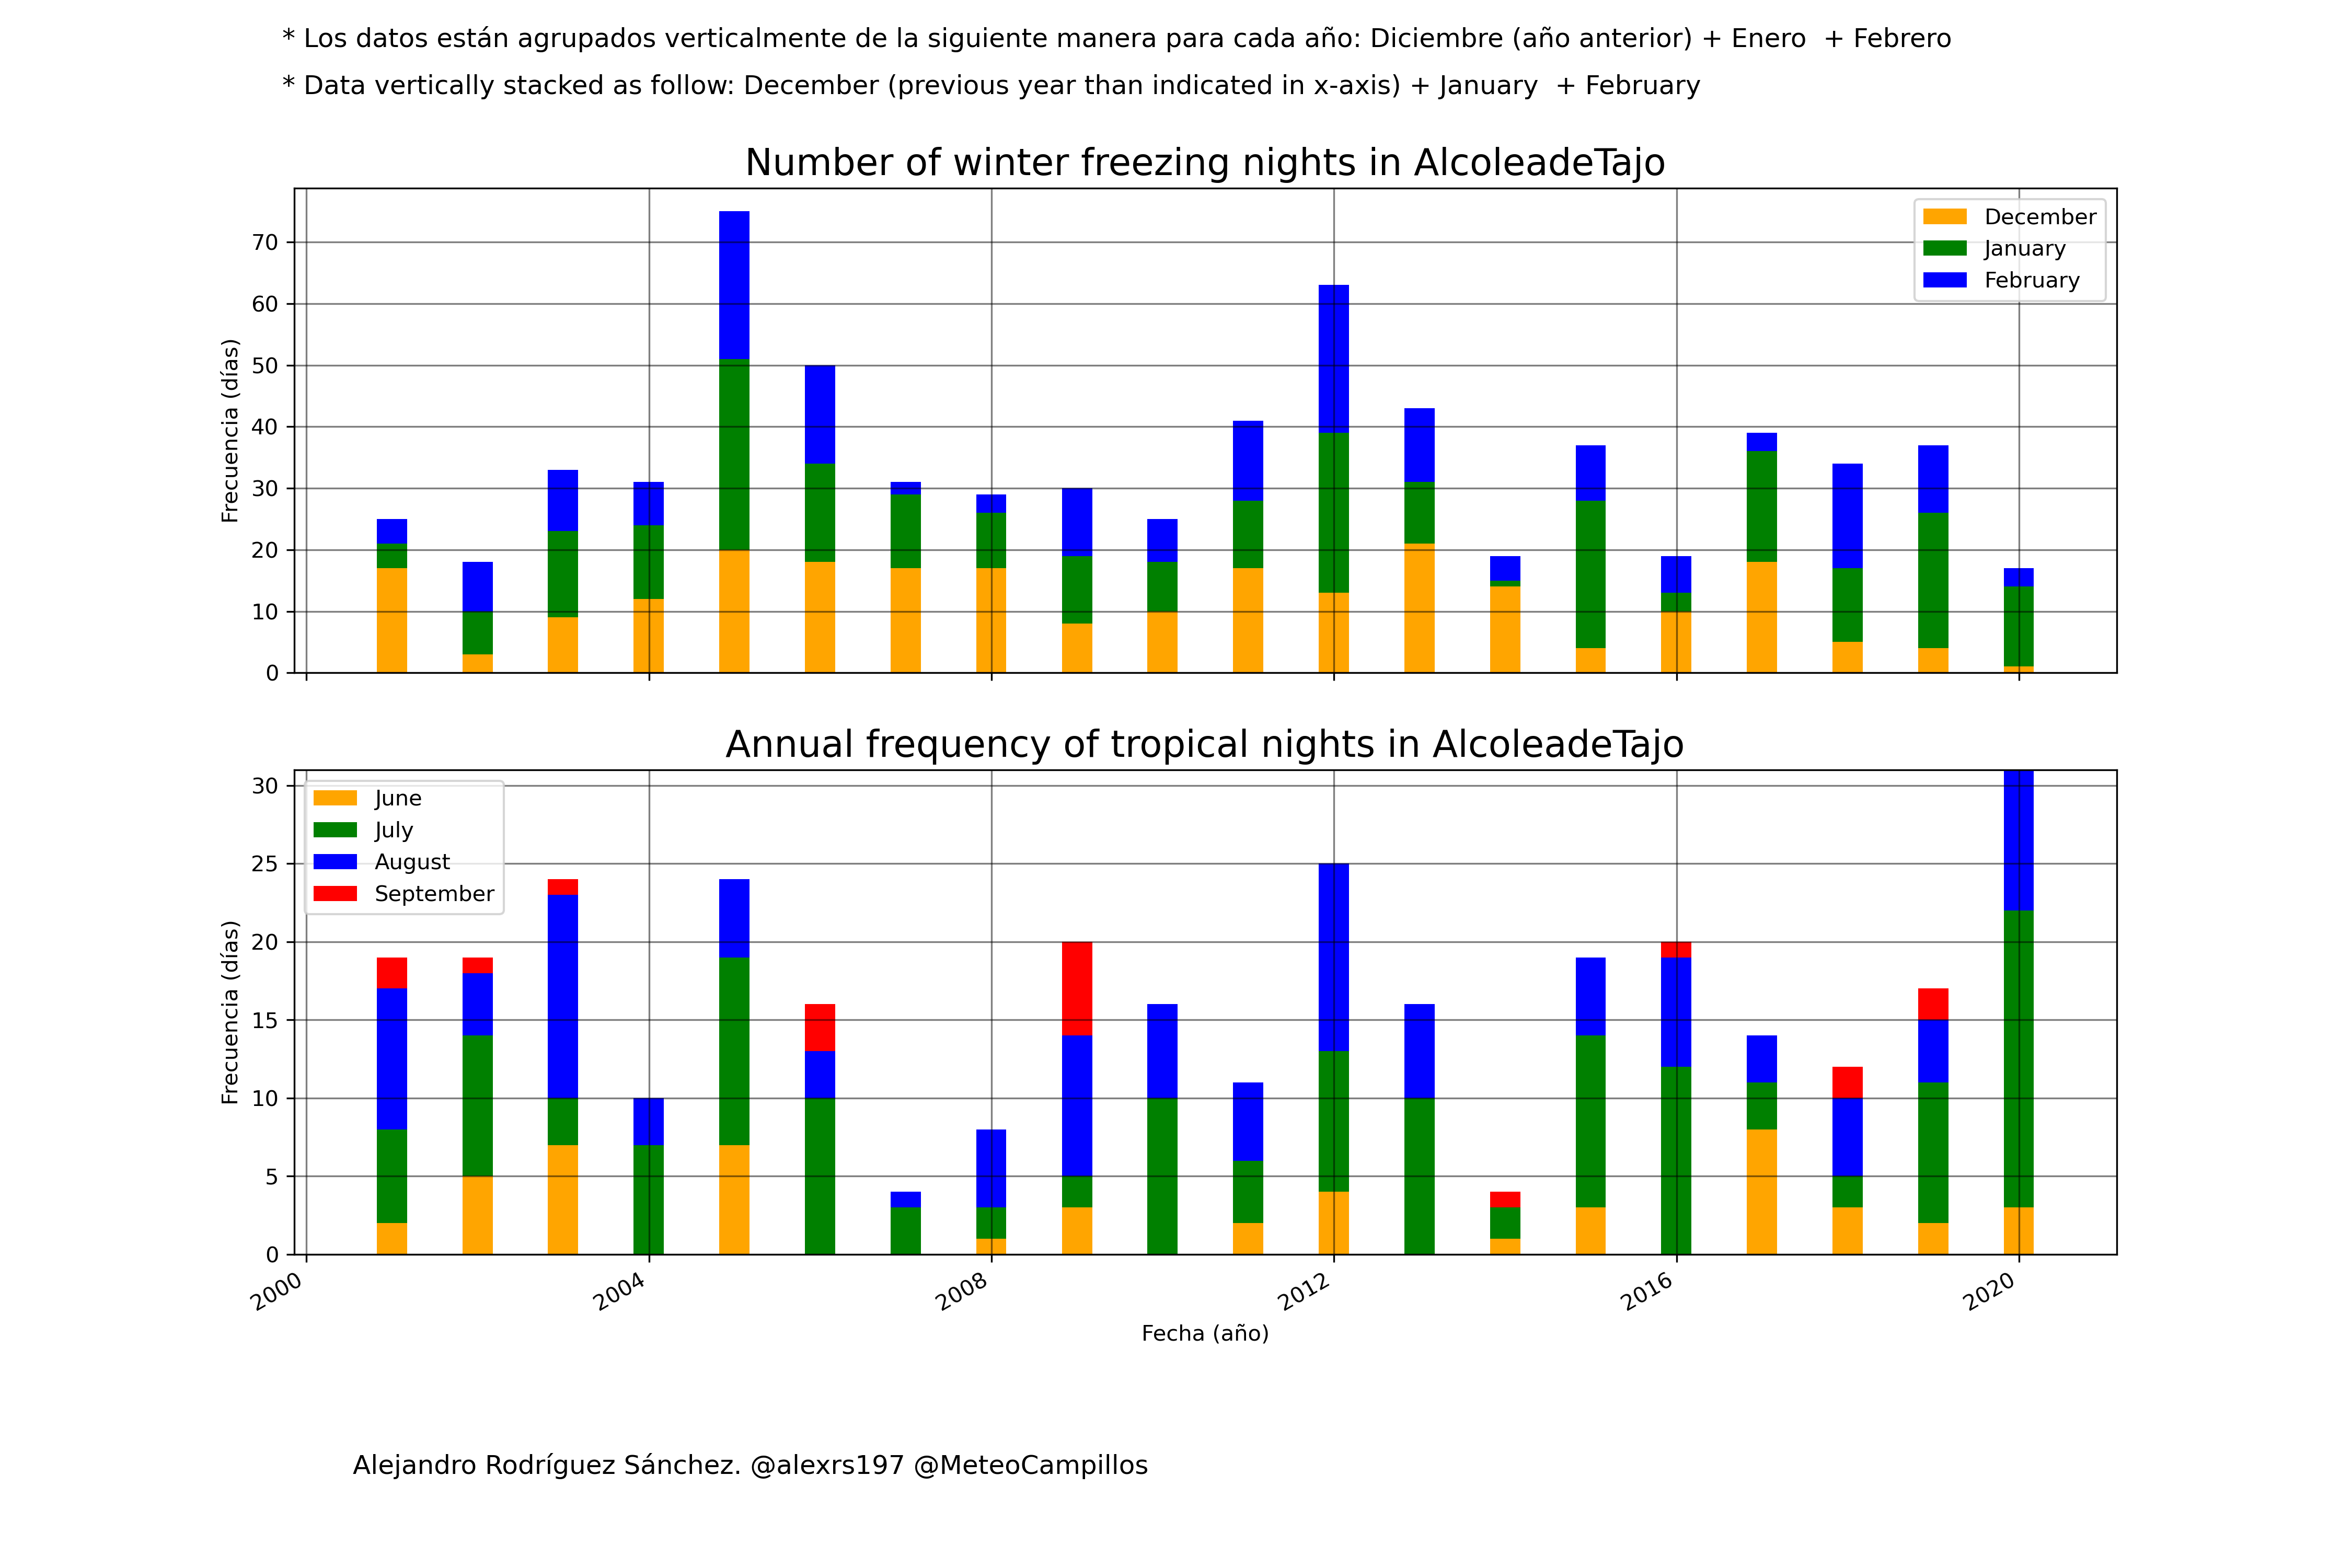 * Los datos están agrupados verticalmente de la siguiente manera para cada año: Diciembre (año anterior) + Enero  + Febrero
* Data vertically stacked as follow: December (previous year than indicated in x-axis) + January  + February
Number of winter freezing nights in AlcoleadeTajo
Frecuencia (días)
70
60
50
40
30
20
10
0
December
January
February
Annual frequency of tropical nights in AlcoleadeTajo
Frecuencia (días)
30
25
20
15
10
5
0
June
July
August
September
2000
2004
2008
2012
2016
2020
Fecha (año)
Alejandro Rodríguez Sánchez. @alexrs197 @MeteoCampillos